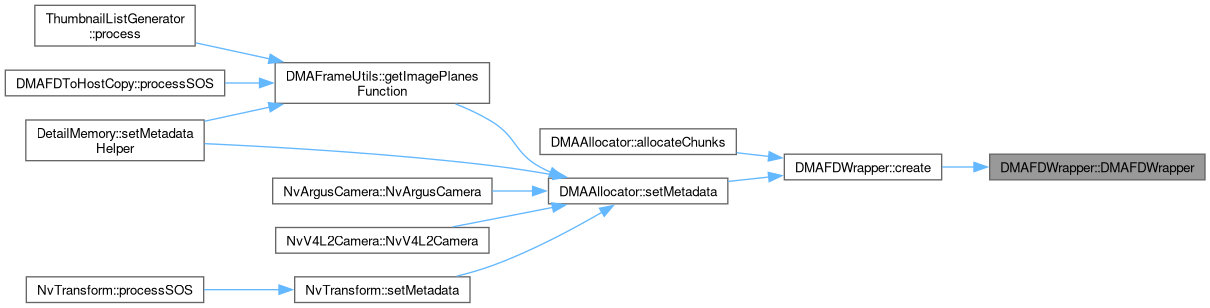 ThumbnailListGenerator
::process
DMAFDToHostCopy::processSOS
DetailMemory::setMetadata
Helper
DMAFrameUtils::getImagePlanes
Function
NvArgusCamera::NvArgusCamera
NvV4L2Camera::NvV4L2Camera
NvTransform::processSOS
NvTransform::setMetadata
DMAAllocator::allocateChunks
DMAAllocator::setMetadata
DMAFDWrapper::create
DMAFDWrapper::DMAFDWrapper